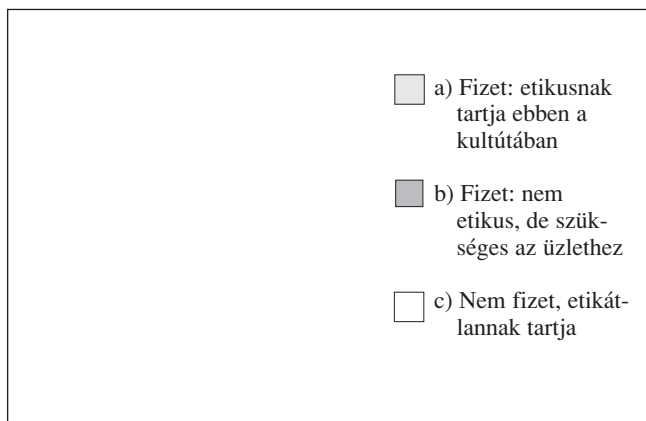 a) Fizet: etikusnak
tartja ebben a
kultútában
b) Fizet: nem
etikus, de szük-
séges az üzlethez
c) Nem fizet, etikát-
lannak tartja